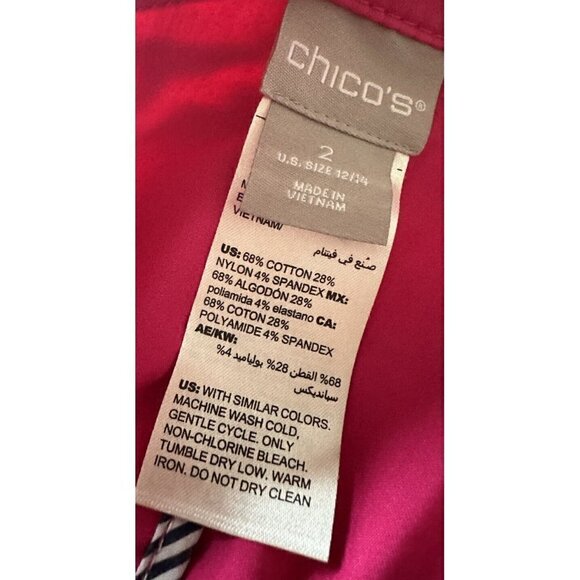 chico's®
2
U.S. SIZE 12/14
MADE IN
VIETNAM
VIETNAM/
صنع في فيتنام
US: 68% COTTON 28%
NYLON 4% SPANDEX MX:
68% ALGODÓN 28%
poliamida 4% elastano CA:
68% COTON 28%
POLYAMIDE 4% SPANDEX
AE/KW:
68% القطن 28% بولياميد 4%
سباندیکس
US: WITH SIMILAR COLORS.
MACHINE WASH COLD,
GENTLE CYCLE. ONLY
NON-CHLORINE BLEACH.
TUMBLE DRY LOW. WARM
IRON. DO NOT DRY CLEAN